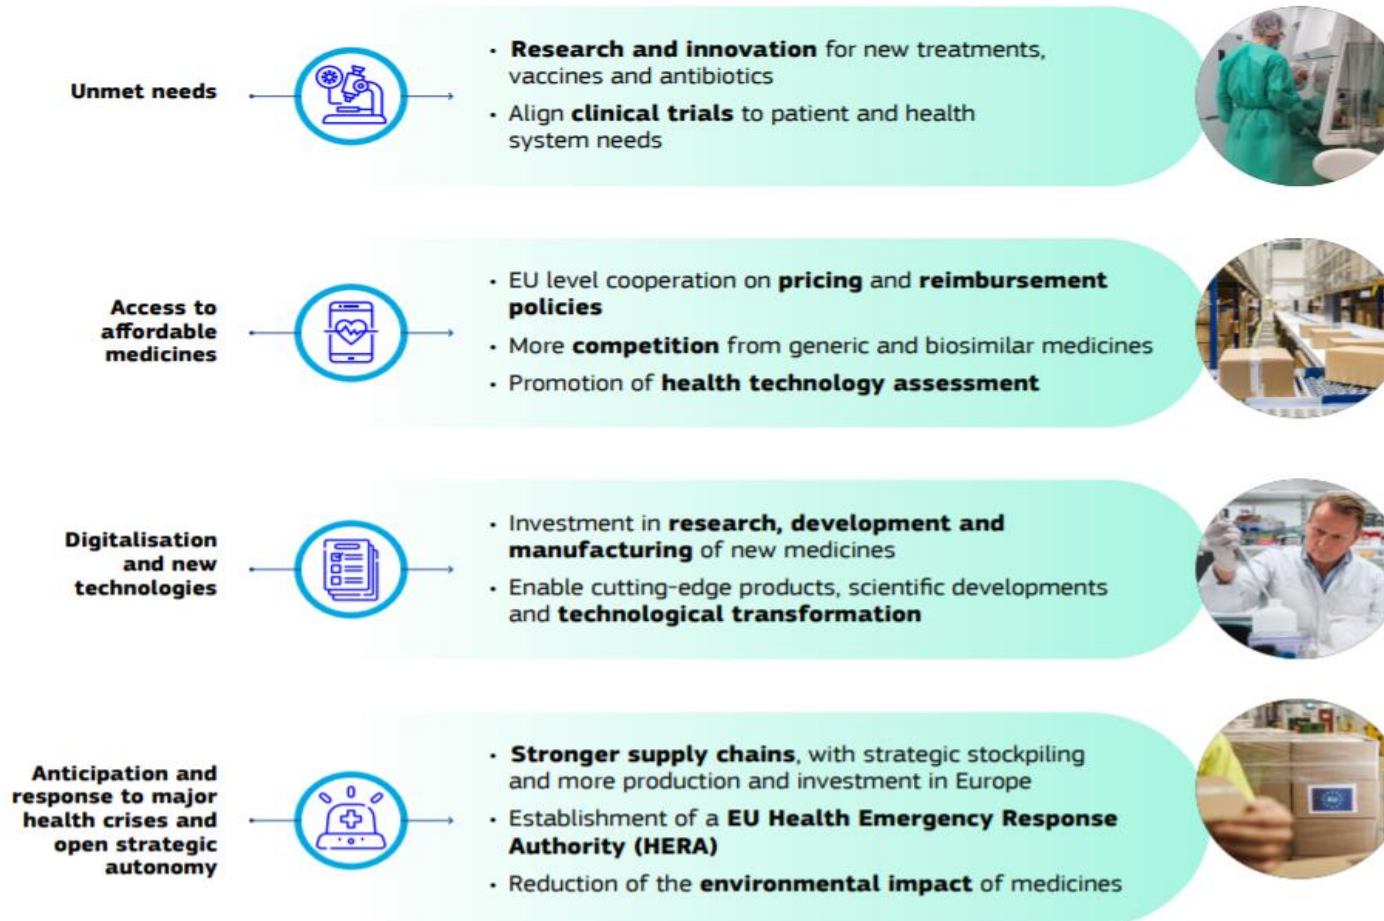 Unmet needs
• Research and innovation for new treatments,
vaccines and antibiotics
• Align clinical trials to patient and health
system needs
Access to
affordable
medicines
• EU level cooperation on pricing and reimbursement
policies
• More competition from generic and biosimilar medicines
• Promotion of health technology assessment
Digitalisation
and new
technologies
• Investment in research, development and
manufacturing of new medicines
• Enable cutting-edge products, scientific developments
and technological transformation
Anticipation and
response to major
health crises and
open strategic
autonomy
• Stronger supply chains, with strategic stockpiling
and more production and investment in Europe
• Establishment of a EU Health Emergency Response
Authority (HERA)
• Reduction of the environmental impact of medicines
EU